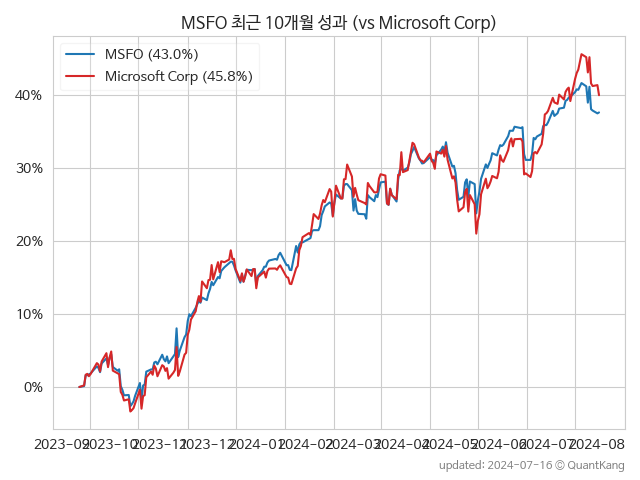 MSFO 최근 10개월 성과 (vs Microsoft Corp)
MSFO (43.0%)
Microsoft Corp (45.8%)
40%
30%
20%
10%
0%
2023-09 2023-10 2023-11 2023-12 2024-01 2024-02 2024-03 2024-04 2024-05 2024-06 2024-07 2024-08
updated: 2024-07-16 © QuantKang